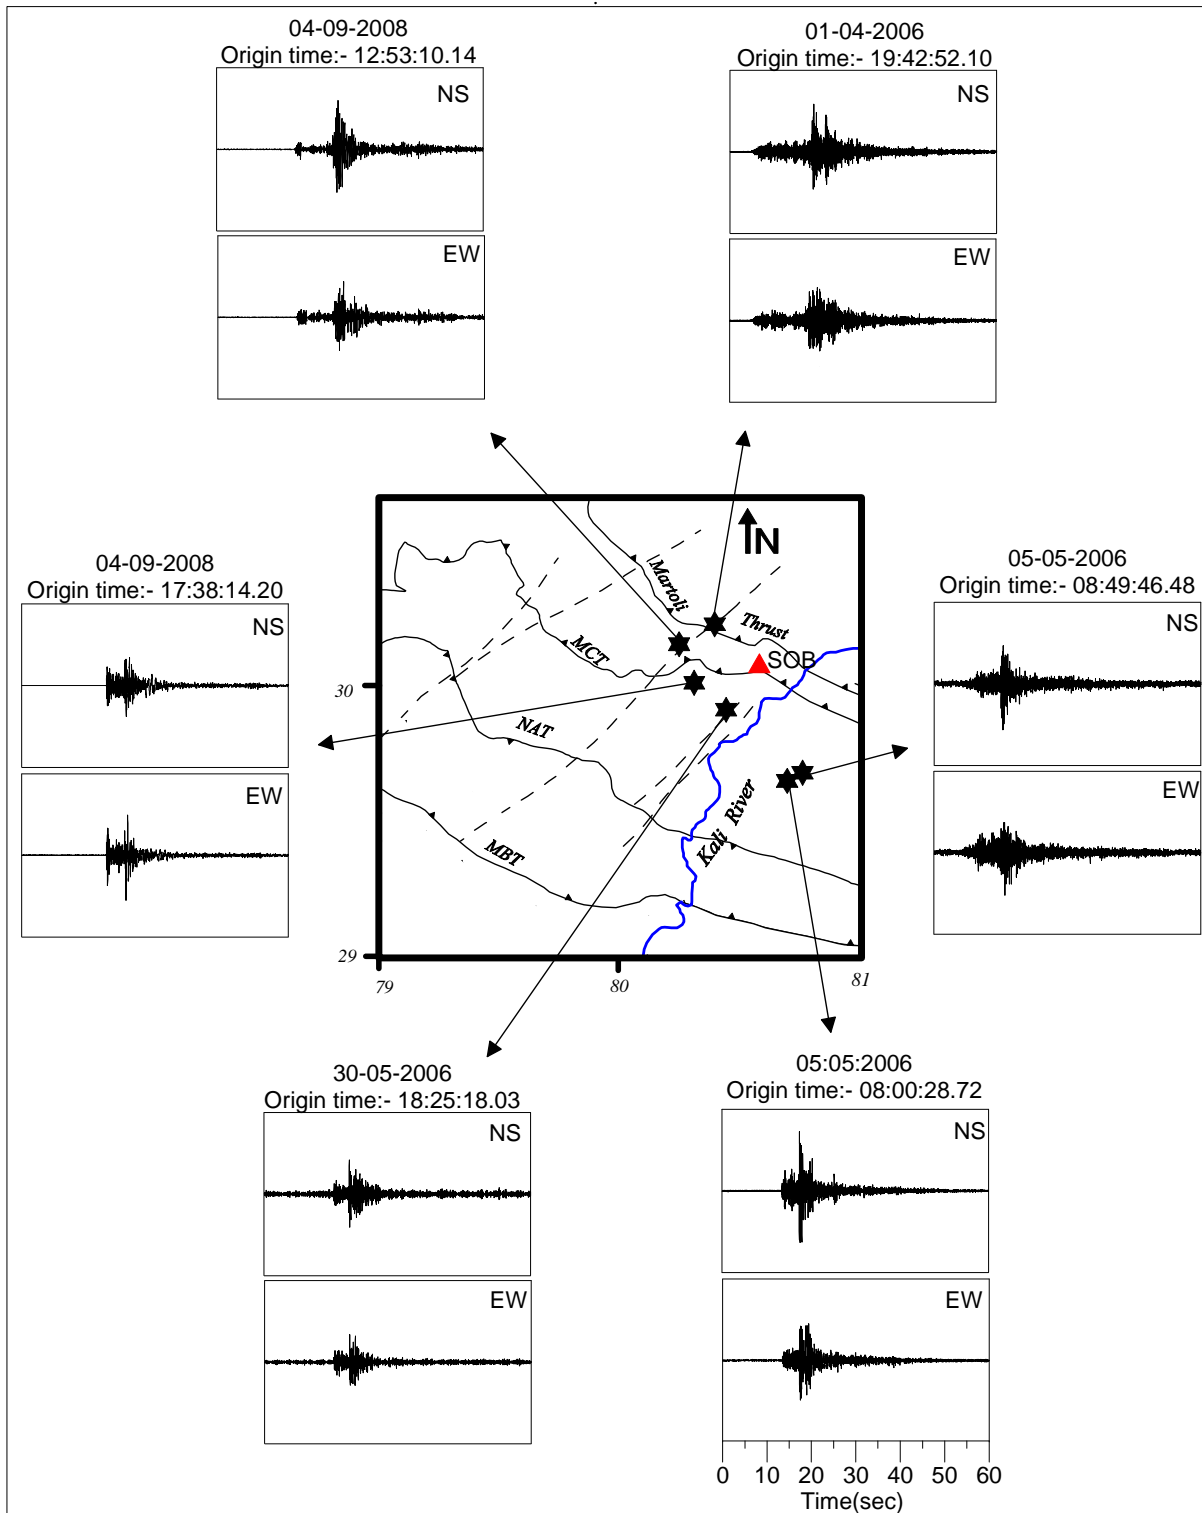 04-09-2008
Origin time:- 12:53:10.14
NS
EW
01-04-2006
Origin time:- 19:42:52.10
NS
EW
04-09-2008
Origin time:- 17:38:14.20
NS
EW
N
Martoli
Thrust
MCT
SOB
NAT
MBT
Kali River
30
29
79
80
81
05-05-2006
Origin time:- 08:49:46.48
NS
EW
30-05-2006
Origin time:- 18:25:18.03
NS
EW
05:05:2006
Origin time:- 08:00:28.72
NS
EW
0 10 20 30 40 50 60
Time(sec)